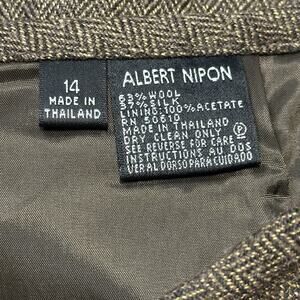 14
MADE IN
THAILAND
ALBERT NIPON
63% WOOL
37% SILK
LINING: 100% ACETATE
RN 50610
MADE IN THAILAND
DRY CLEAN ONLY P
SEE REVERSE FOR CARE
INSTRUCTIONS AU DOS
VER AL DORSO PARA CUIDADO